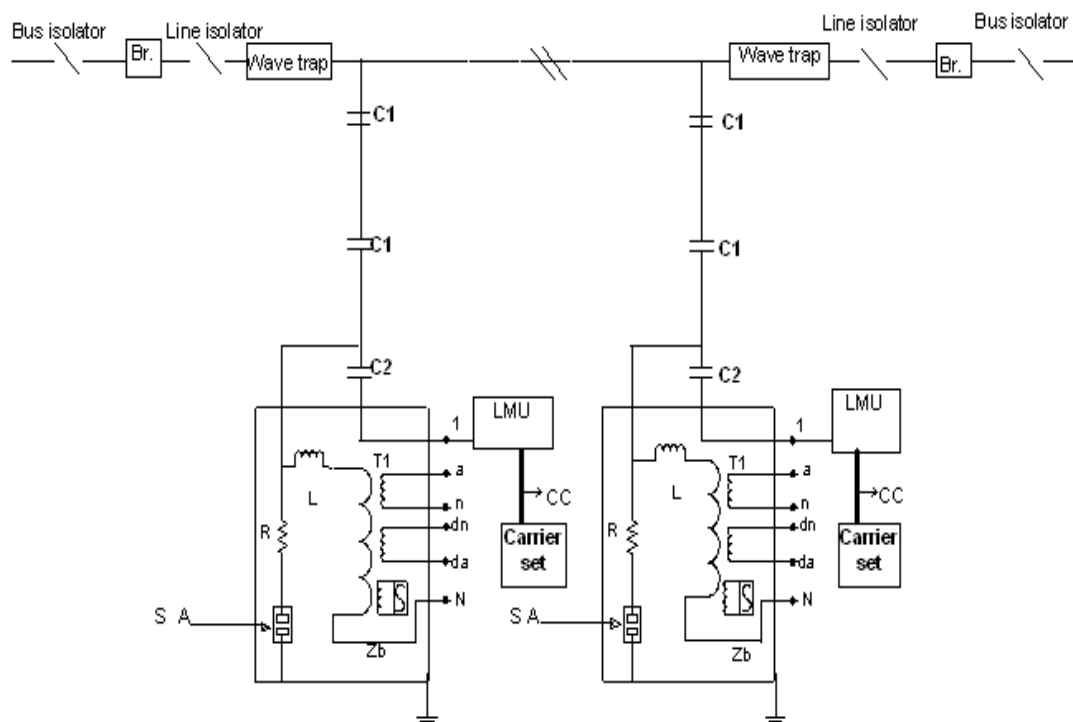 Bus isolator
Line isolator
Br.
Wave trap
Line isolator
Bus isolator
Wave trap
Br.
C1
C1
C1
C1
C2
C2
LMU
1
T1
a
L
n
CC
R
dn
Carrier
set
da
S A
N
Zb
LMU
1
T1
a
L
n
CC
R
dn
Carrier
set
da
S A
N
Zb